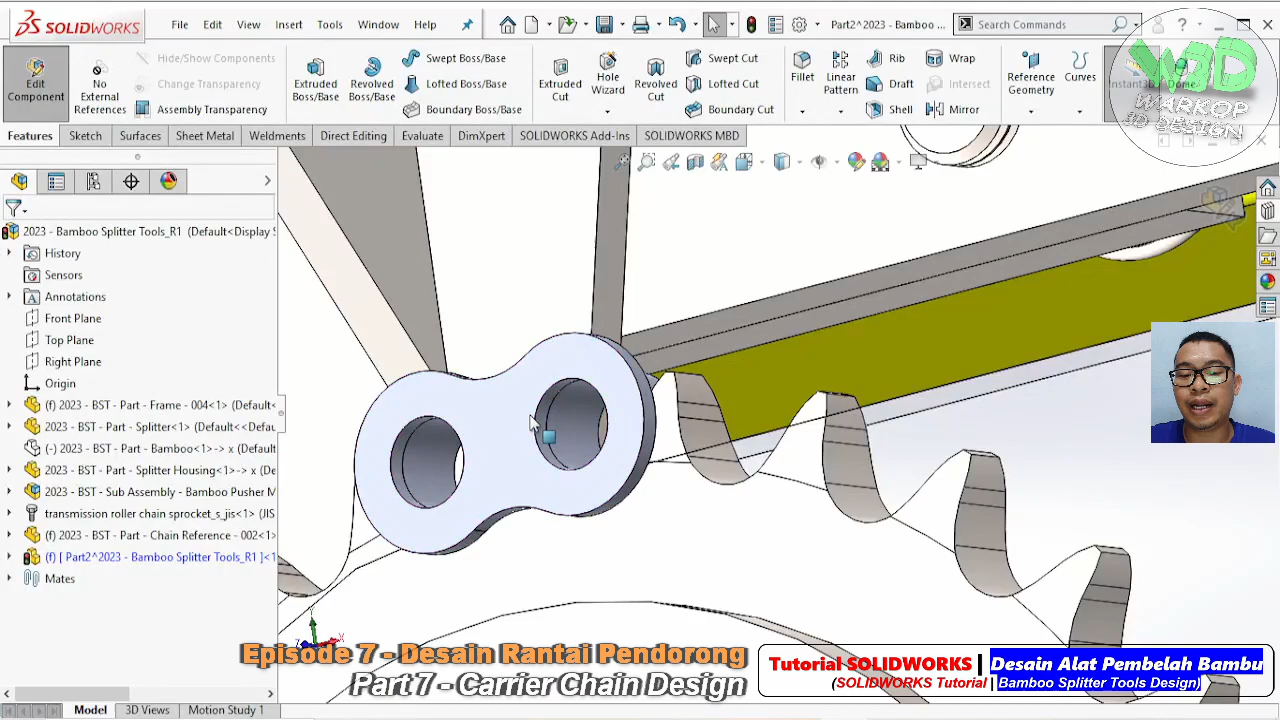 SOLIDWORKS File Edit View Insert Tools Window Help Part2^2023 - Bamboo ... Search Commands
Edit Component
No External References
Hide/Show Components
Change Transparency
Assembly Transparency
Extruded Boss/Base
Revolved Boss/Base
Swept Boss/Base
Lofted Boss/Base
Boundary Boss/Base
Extruded Cut
Hole Wizard
Revolved Cut
Swept Cut
Lofted Cut
Boundary Cut
Fillet
Linear Pattern
Rib
Draft
Shell
Wrap
Intersect
Mirror
Reference Geometry
Curves
Instant3D
W3D
WARKOP
3D DESIGN
Features Sketch Surfaces Sheet Metal Weldments Direct Editing Evaluate DimXpert SOLIDWORKS Add-Ins SOLIDWORKS MBD
2023 - Bamboo Splitter Tools_R1 (Default<Display S
History
Sensors
Annotations
Front Plane
Top Plane
Right Plane
Origin
(f) 2023 - BST - Part - Frame - 004<1> (Default<
2023 - BST - Part - Splitter<1> (Default<<Defau
(-) 2023 - BST - Part - Bamboo<1> -> x (Default
2023 - BST - Part - Splitter Housing<1> -> x (De
2023 - BST - Sub Assembly - Bamboo Pusher M
transmission roller chain sprocket_s_jis<1> (JIS
(f) 2023 - BST - Part - Chain Reference - 002<1>
(f) [ Part2^2023 - Bamboo Splitter Tools_R1 ]<1
Mates
Episode 7 - Desain Rantai Pendorong
Part 7 - Carrier Chain Design
Tutorial SOLIDWORKS | Desain Alat Pembelah Bambu
(SOLIDWORKS Tutorial | Bamboo Splitter Tools Design)
Model 3D Views Motion Study 1